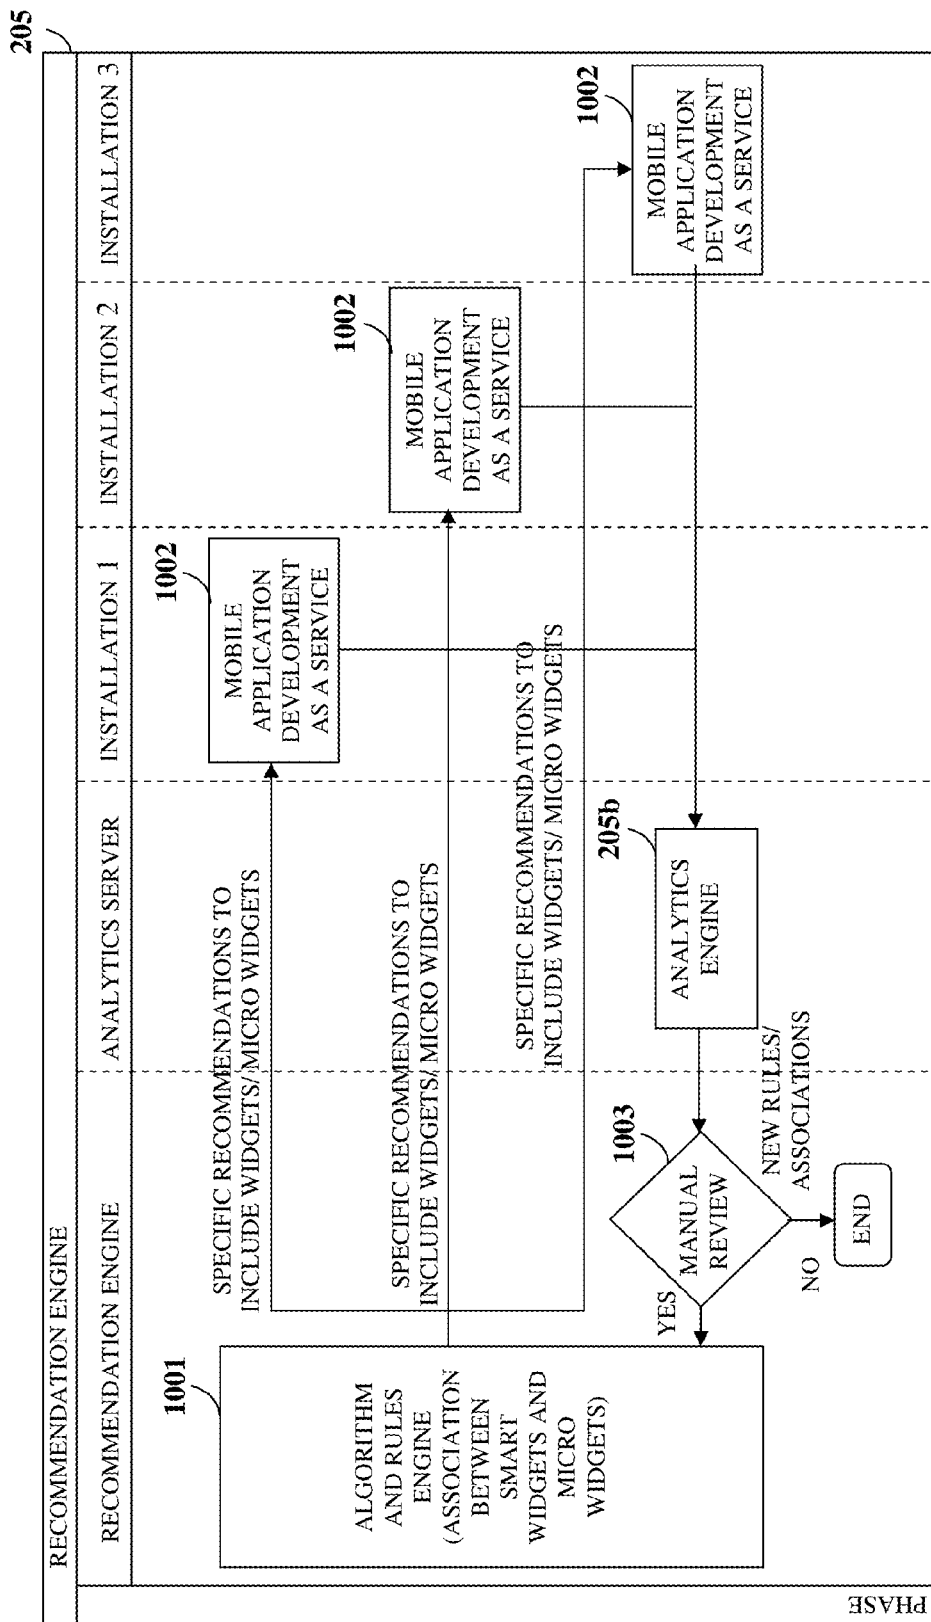 205
RECOMMENDATION ENGINE
RECOMMENDATION ENGINE
ANALYTICS SERVER
INSTALLATION 1
INSTALLATION 2
INSTALLATION 3
PHASE
1001
ALGORITHM
AND RULES
ENGINE
(ASSOCIATION
BETWEEN
SMART
WIDGETS AND
MICRO
WIDGETS)
SPECIFIC RECOMMENDATIONS TO
INCLUDE WIDGETS/ MICRO WIDGETS
1002
MOBILE
APPLICATION
DEVELOPMENT
AS A SERVICE
SPECIFIC RECOMMENDATIONS TO
INCLUDE WIDGETS/ MICRO WIDGETS
1002
MOBILE
APPLICATION
DEVELOPMENT
AS A SERVICE
SPECIFIC RECOMMENDATIONS TO
INCLUDE WIDGETS/ MICRO WIDGETS
1002
MOBILE
APPLICATION
DEVELOPMENT
AS A SERVICE
205b
ANALYTICS
ENGINE
NEW RULES/
ASSOCIATIONS
1003
MANUAL
REVIEW
YES
NO
END